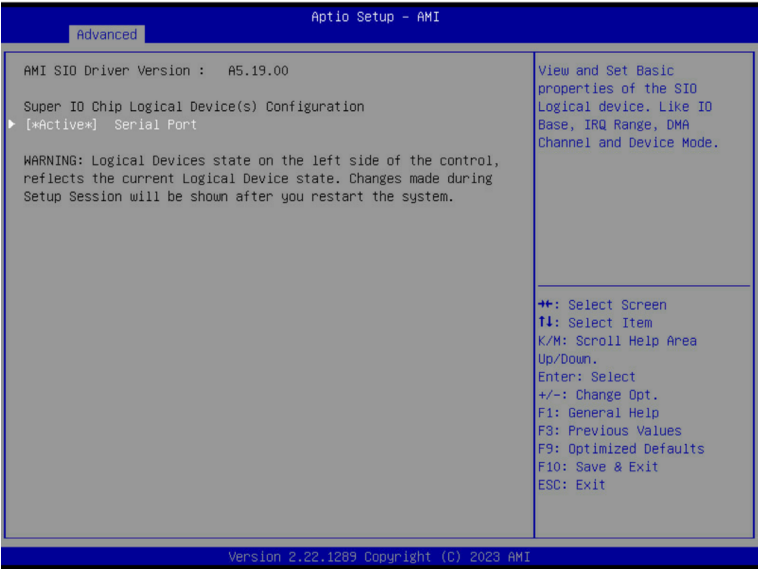 Aptio Setup – AMI
Advanced
AMI SIO Driver Version :   A5.19.00
Super IO Chip Logical Device(s) Configuration
[*Active*]  Serial Port
WARNING: Logical Devices state on the left side of the control,
reflects the current Logical Device state. Changes made during
Setup Session will be shown after you restart the system.
View and Set Basic
properties of the SIO
Logical device. Like IO
Base, IRQ Range, DMA
Channel and Device Mode.
→←: Select Screen
↑↓: Select Item
K/M: Scroll Help Area
Up/Down.
Enter: Select
+/-: Change Opt.
F1: General Help
F3: Previous Values
F9: Optimized Defaults
F10: Save & Exit
ESC: Exit
Version 2.22.1289 Copyright (C) 2023 AMI